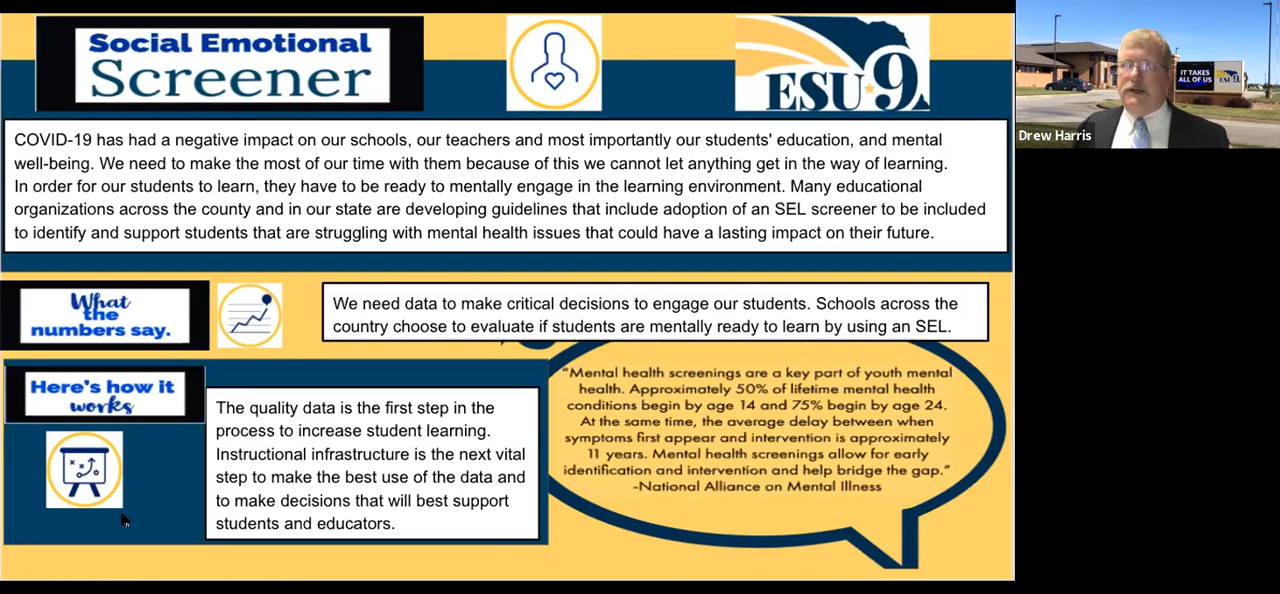 Social Emotional
Screener
ESU 9
COVID-19 has had a negative impact on our schools, our teachers and most importantly our students' education, and mental
well-being. We need to make the most of our time with them because of this we cannot let anything get in the way of learning.
In order for our students to learn, they have to be ready to mentally engage in the learning environment. Many educational
organizations across the county and in our state are developing guidelines that include adoption of an SEL screener to be included
to identify and support students that are struggling with mental health issues that could have a lasting impact on their future.
What
the
numbers say.
We need data to make critical decisions to engage our students. Schools across the
country choose to evaluate if students are mentally ready to learn by using an SEL.
Here's how it
works
The quality data is the first step in the
process to increase student learning.
Instructional infrastructure is the next vital
step to make the best use of the data and
to make decisions that will best support
students and educators.
"Mental health screenings are a key part of youth mental
health. Approximately 50% of lifetime mental health
conditions begin by age 14 and 75% begin by age 24.
At the same time, the average delay between when
symptoms first appear and intervention is approximately
11 years. Mental health screenings allow for early
identification and intervention and help bridge the gap."
-National Alliance on Mental Illness
IT TAKES
ALL OF US
ESU 9
Drew Harris